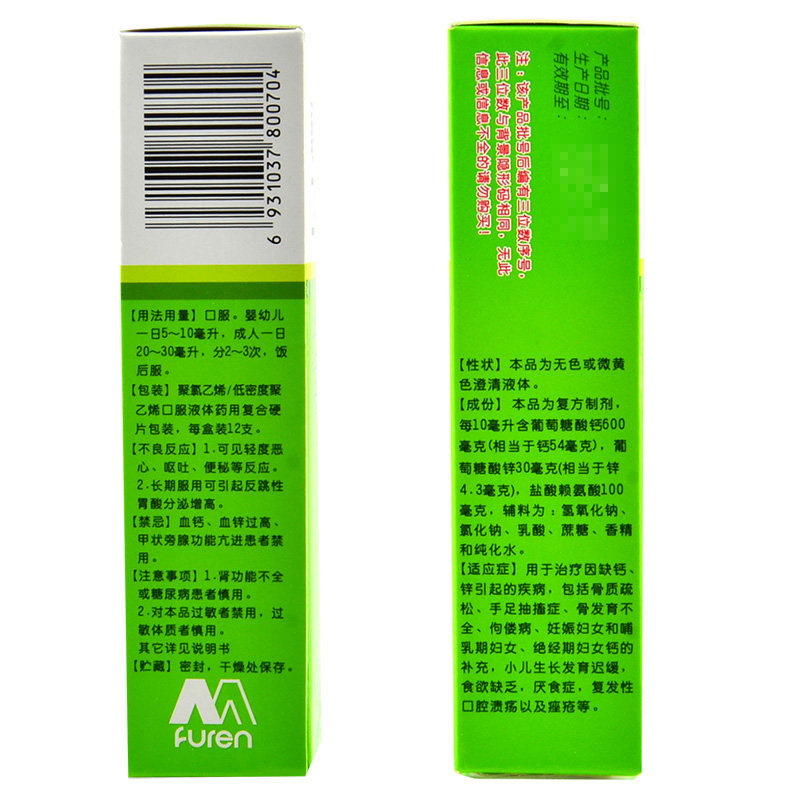 6 931037 800704
【用法用量】口服。婴幼儿
一日5～10毫升，成人一日
20～30毫升，分2～3次，饭
后服。
【包装】聚氯乙烯/低密度聚
乙烯口服液体药用复合硬
片包装，每盒装12支。
【不良反应】1.可见轻度恶
心、呕吐、便秘等反应。
2.长期服用可引起反跳性
胃酸分泌增高。
【禁忌】血钙、血锌过高、
甲状旁腺功能亢进患者禁
用。
【注意事项】1.肾功能不全
或糖尿病患者慎用。
2.对本品过敏者禁用，过
敏体质者慎用。
其它详见说明书
【贮藏】密封，干燥处保存。
Furen
产品批号：
生产日期：
有效期至：
注：该产品批号后编有三位数序号，
此三位数与背景隐形码相同，无此
信息或信息不全的请勿购买！
【性状】本品为无色或微黄
色澄清液体。
【成份】本品为复方制剂，
每10毫升含葡萄糖酸钙600
毫克(相当于钙54毫克)，葡
萄糖酸锌30毫克(相当于锌
4.3毫克)，盐酸赖氨酸100
毫克，辅料为：氢氧化钠、
氯化钠、乳酸、蔗糖、香精
和纯化水。
【适应症】用于治疗因缺钙、
锌引起的疾病，包括骨质疏
松、手足抽搐症、骨发育不
全、佝偻病、妊娠妇女和哺
乳期妇女、绝经期妇女钙的
补充，小儿生长发育迟缓，
食欲缺乏，厌食症，复发性
口腔溃疡以及痤疮等。